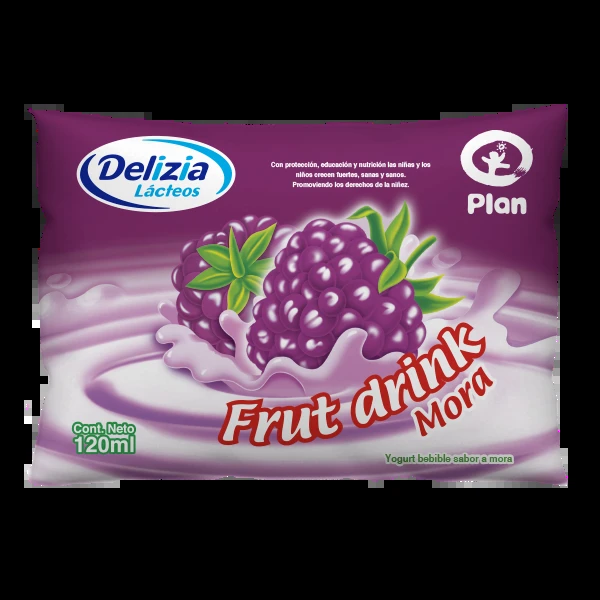 Delizia
Lácteos
Con protección, educación y nutrición las niñas y los
niños crecen fuertes, sanas y sanos.
Promoviendo los derechos de la niñez.
Plan
Frut drink
Mora
Cont. Neto
120ml
Yogurt bebible sabor a mora